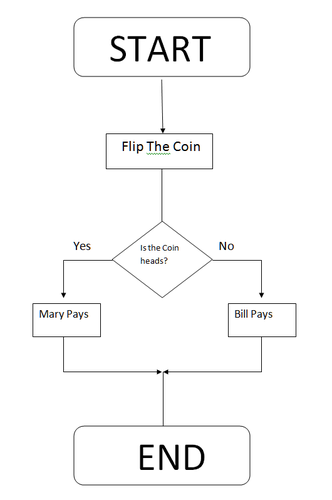 START
Flip The Coin
Is the Coin
heads?
Yes
No
Mary Pays
Bill Pays
END